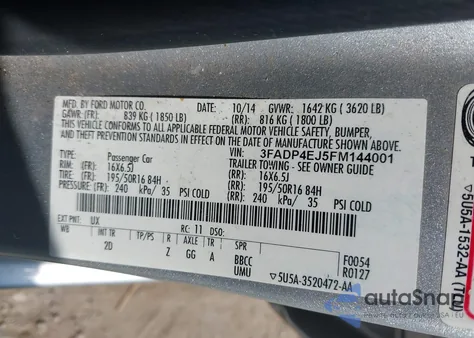 MFD. BY FORD MOTOR CO.
DATE: 10/14 GVWR: 1642 KG ( 3620 LB)
GAWR: (FR): 839 KG ( 1850 LB) (RR): 816 KG ( 1800 LB)
THIS VEHICLE CONFORMS TO ALL APPLICABLE FEDERAL MOTOR VEHICLE SAFETY, BUMPER,
AND THEFT PREVENTION STANDARDS IN EFFECT ON THE DATE OF MANUFACTURE SHOWN ABOVE.
VIN: 3FADP4EJ5FM144001
TYPE: Passenger Car TRAILER TOWING - SEE OWNER GUIDE
RIMS: (FR): 16X6.5J (RR): 16X6.5J
TIRES: (FR): 195/50R16 84H (RR): 195/50R16 84H
PRESSURE: (FR): 240 kPa/ 35 PSI COLD (RR): 240 kPa/ 35 PSI COLD
EXT PNT: UX RC: 11 DSO: F0054
WB INT TR TP/PS R AXLE TR SPR R0127
2D Z GG A BBCC
UMU ▽5U5A-3520472-AA
▽5U5A-1532-AA
autoSnap